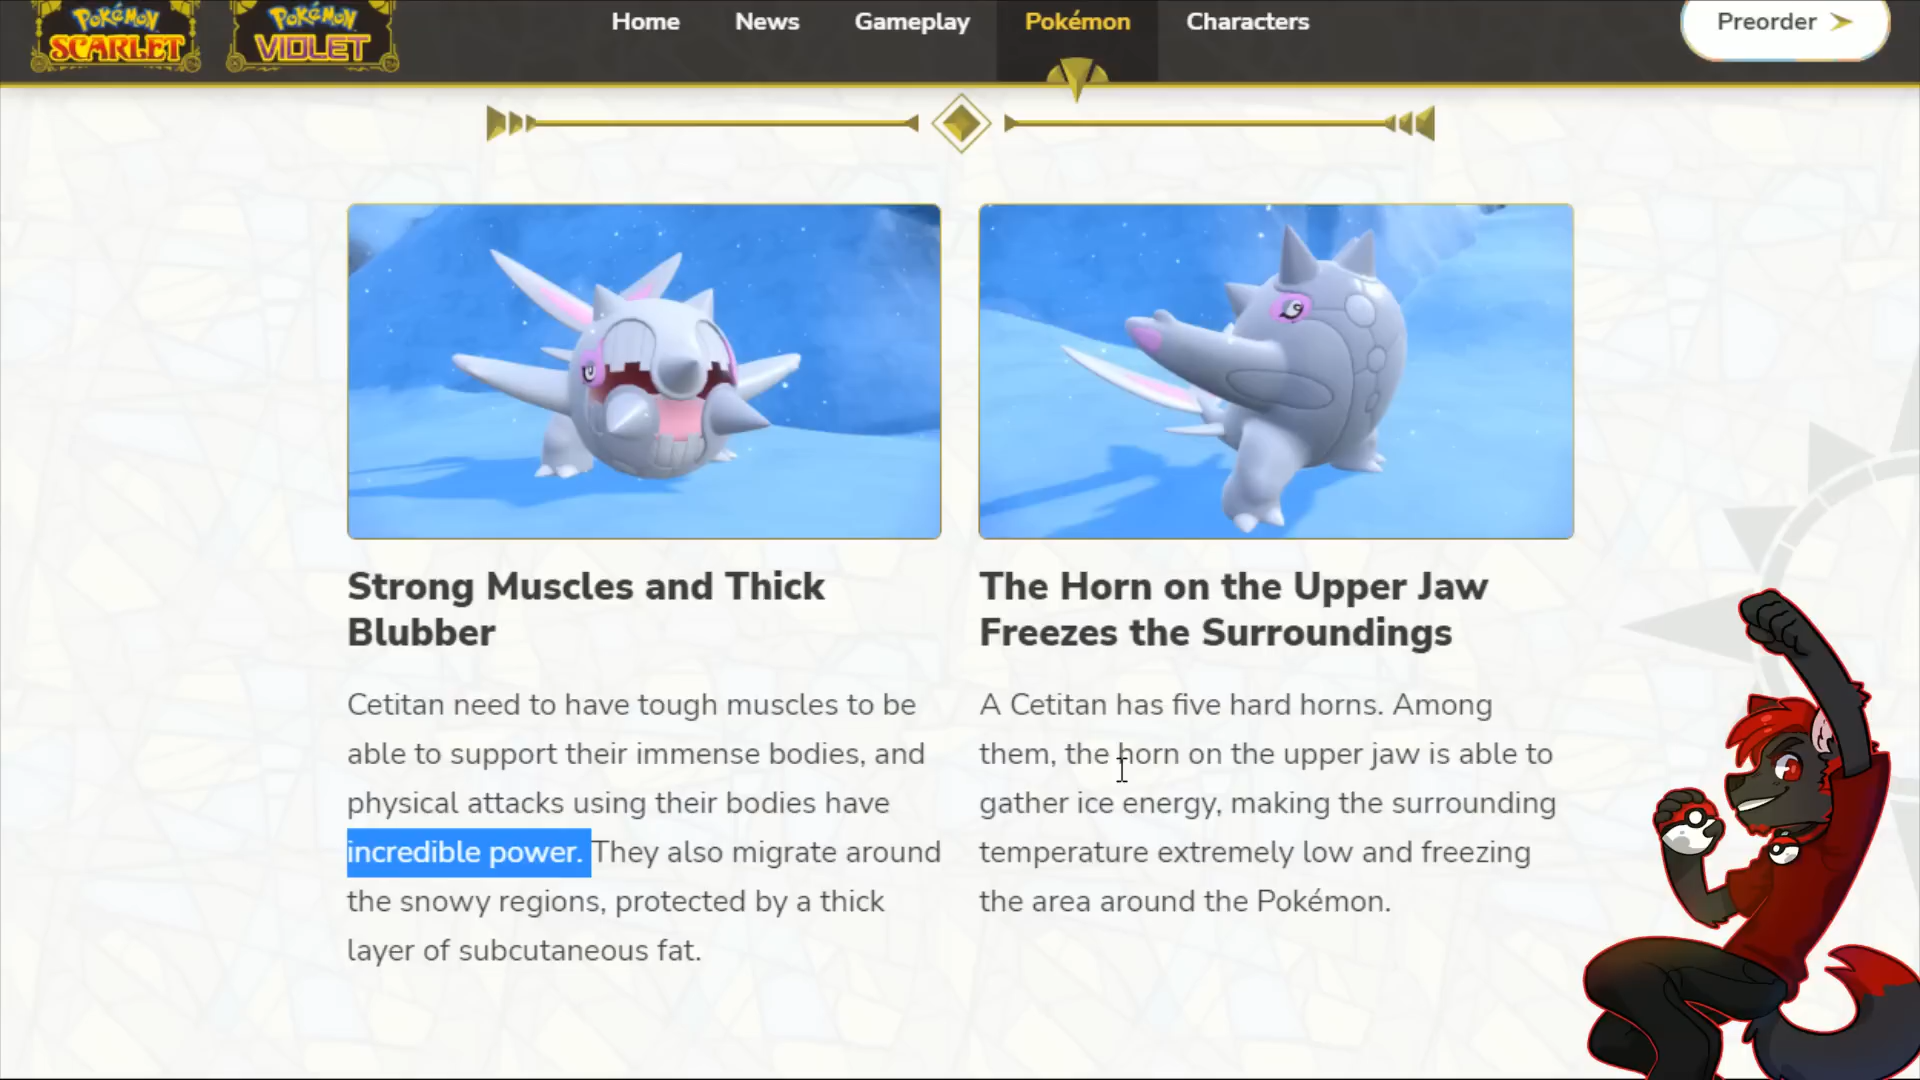 POKÉMON
SCARLET
POKÉMON
VIOLET
Home
News
Gameplay
Pokémon
Characters
Preorder
Strong Muscles and Thick
Blubber
Cetitan need to have tough muscles to be
able to support their immense bodies, and
physical attacks using their bodies have
incredible power. They also migrate around
the snowy regions, protected by a thick
layer of subcutaneous fat.
The Horn on the Upper Jaw
Freezes the Surroundings
A Cetitan has five hard horns. Among
them, the horn on the upper jaw is able to
gather ice energy, making the surrounding
temperature extremely low and freezing
the area around the Pokémon.